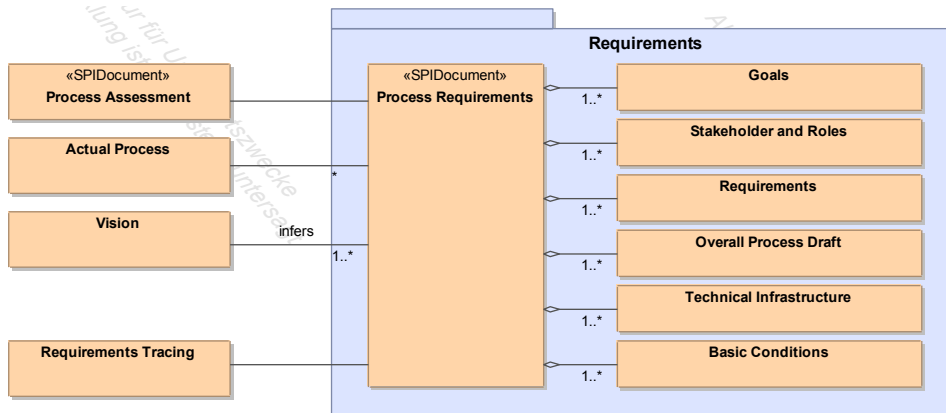 Requirements
«SPIDocument»
Process Assessment
Actual Process
Vision
Requirements Tracing
*
infers
1..*
«SPIDocument»
Process Requirements
1..*
Goals
1..*
Stakeholder and Roles
1..*
Requirements
1..*
Overall Process Draft
1..*
Technical Infrastructure
1..*
Basic Conditions